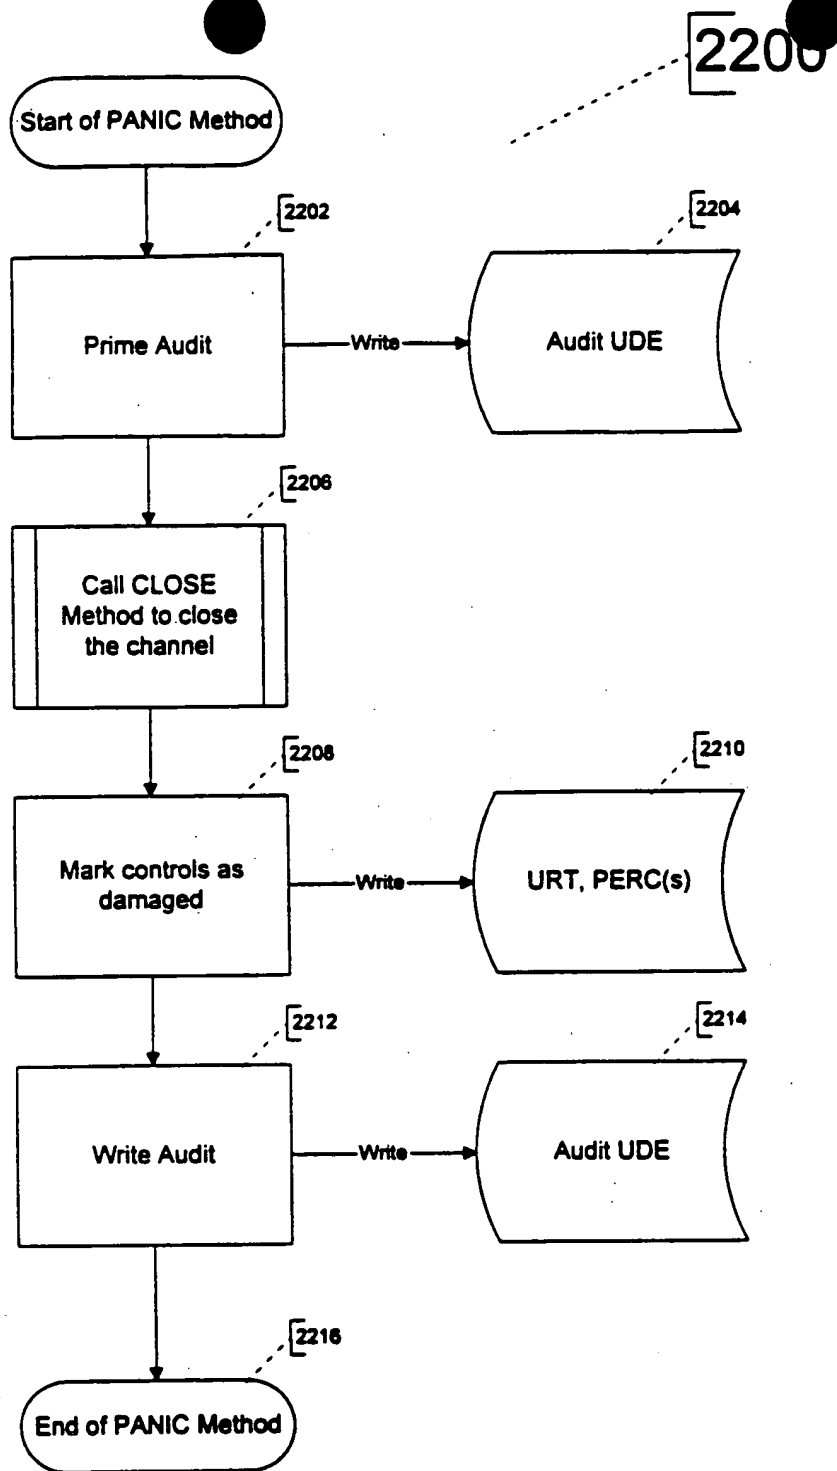 2200
Start of PANIC Method
2202
2204
Prime Audit
Write
Audit UDE
2206
Call CLOSE
Method to close
the channel
2208
2210
Mark controls as
damaged
Write
URT, PERC(s)
2212
2214
Write Audit
Write
Audit UDE
2216
End of PANIC Method